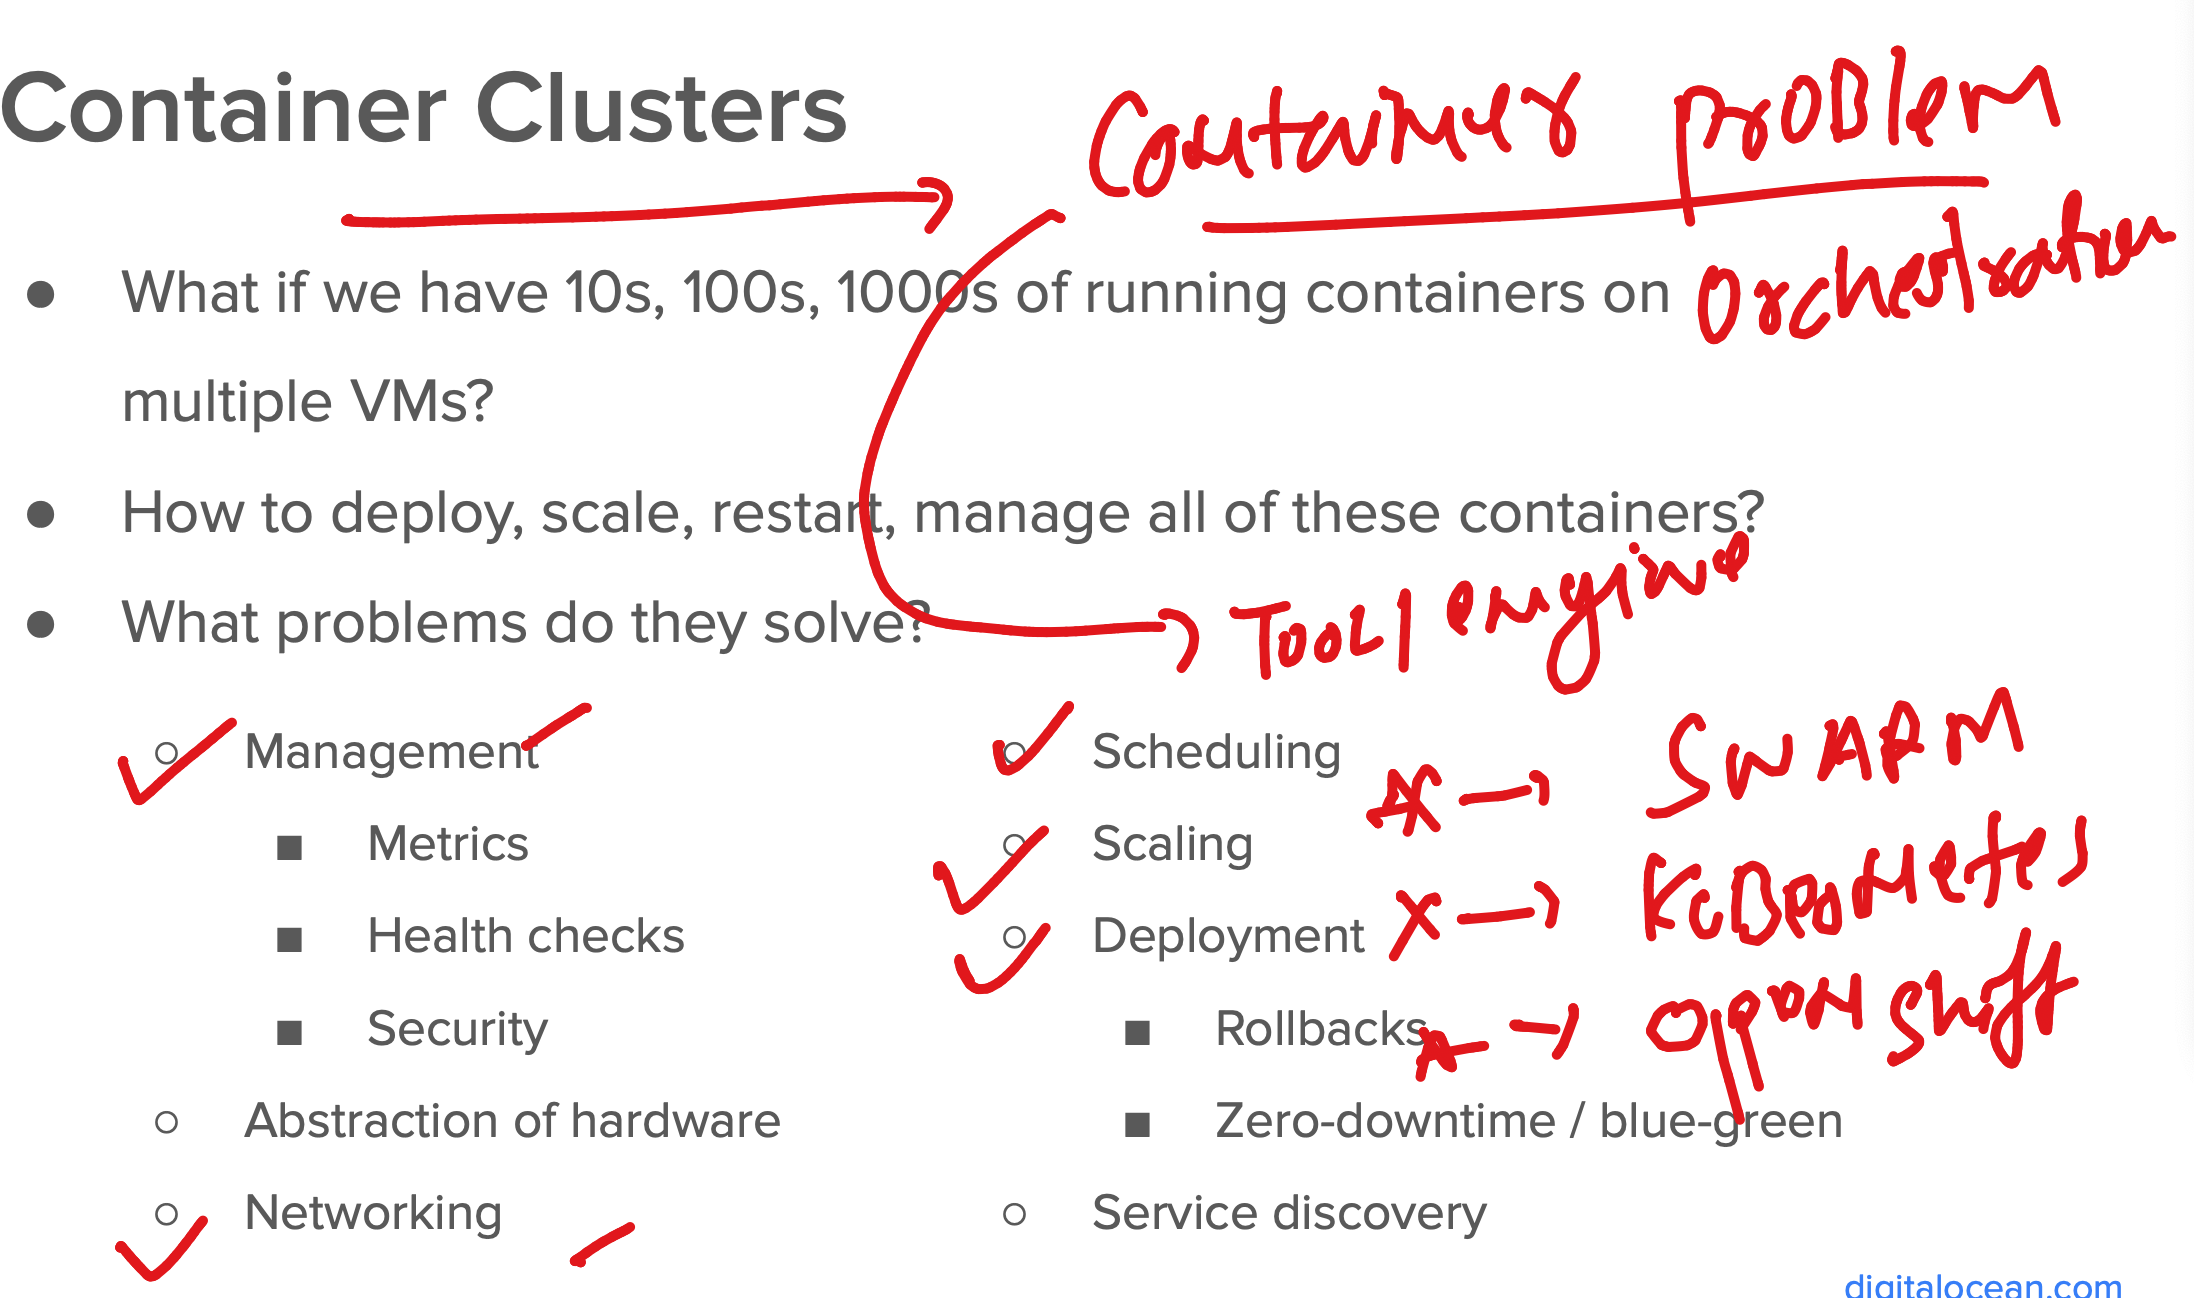 Container Clusters
Container problem
Orchestration
What if we have 10s, 100s, 1000s of running containers on
multiple VMs?
How to deploy, scale, restart, manage all of these containers?
What problems do they solve?
Tool engine
Management
Metrics
Health checks
Security
Abstraction of hardware
Networking
Scheduling
Scaling
Deployment
Rollbacks
Zero-downtime / blue-green
Service discovery
SWARM
Kubernetes
Openshift
digitalocean.com